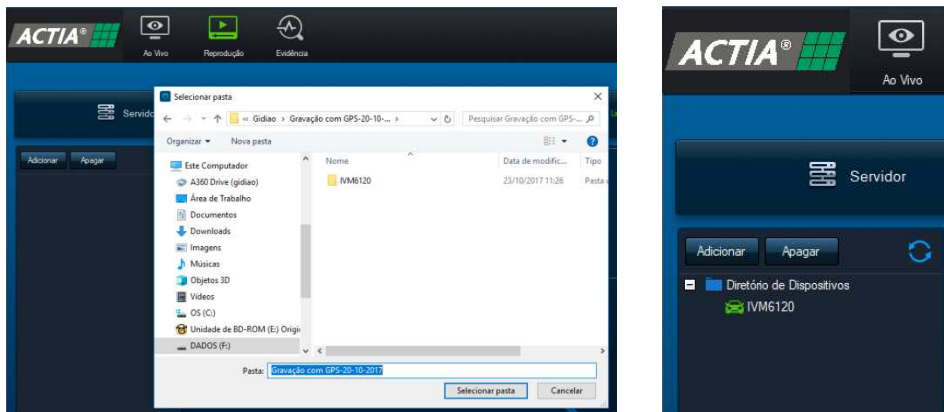 ACTIA®
Ao Vivo
Reprodução
Evidência
Selecionar pasta
« Gidiao › Gravação com GPS-20-10-... ›
Pesquisar Gravação com GPS-...
Organizar
Nova pasta
Este Computador
A360 Drive (gidiao)
Área de Trabalho
Documentos
Downloads
Imagens
Músicas
Objetos 3D
Vídeos
OS (C:)
Unidade de BD-ROM (E:) Origi
DADOS (F:)
Nome
Data de modific...
Tipo
IVM6120
23/10/2017 11:26
Pasta
Pasta:
Gravação com GPS-20-10-2017
Selecionar pasta
Cancelar
Adicionar
Apagar
ACTIA®
Ao Vivo
Servidor
Adicionar
Apagar
Diretório de Dispositivos
IVM6120